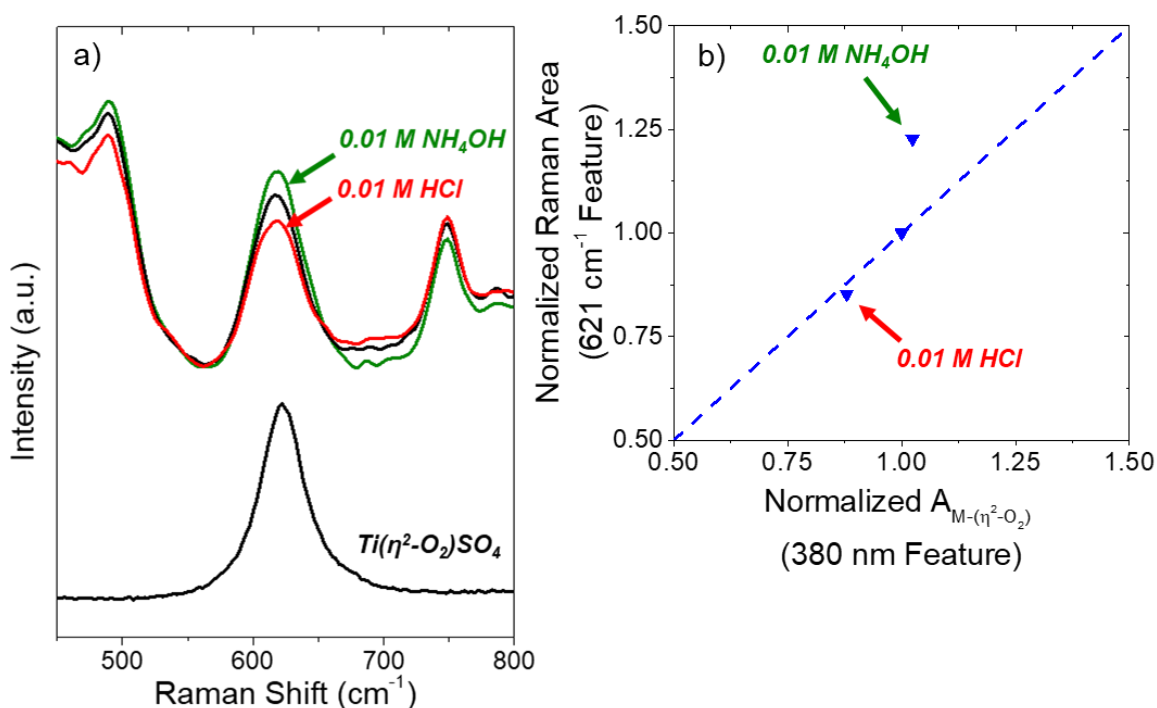 a)
0.01 M NH₄OH
0.01 M HCl
Ti(η²-O₂)SO₄
Intensity (a.u.)
500
600
700
800
Raman Shift (cm⁻¹)
b)
0.01 M NH₄OH
0.01 M HCl
Normalized Raman Area
(621 cm⁻¹ Feature)
1.50
1.25
1.00
0.75
0.50
0.50
0.75
1.00
1.25
1.50
Normalized A_M-(η²-O₂)
(380 nm Feature)